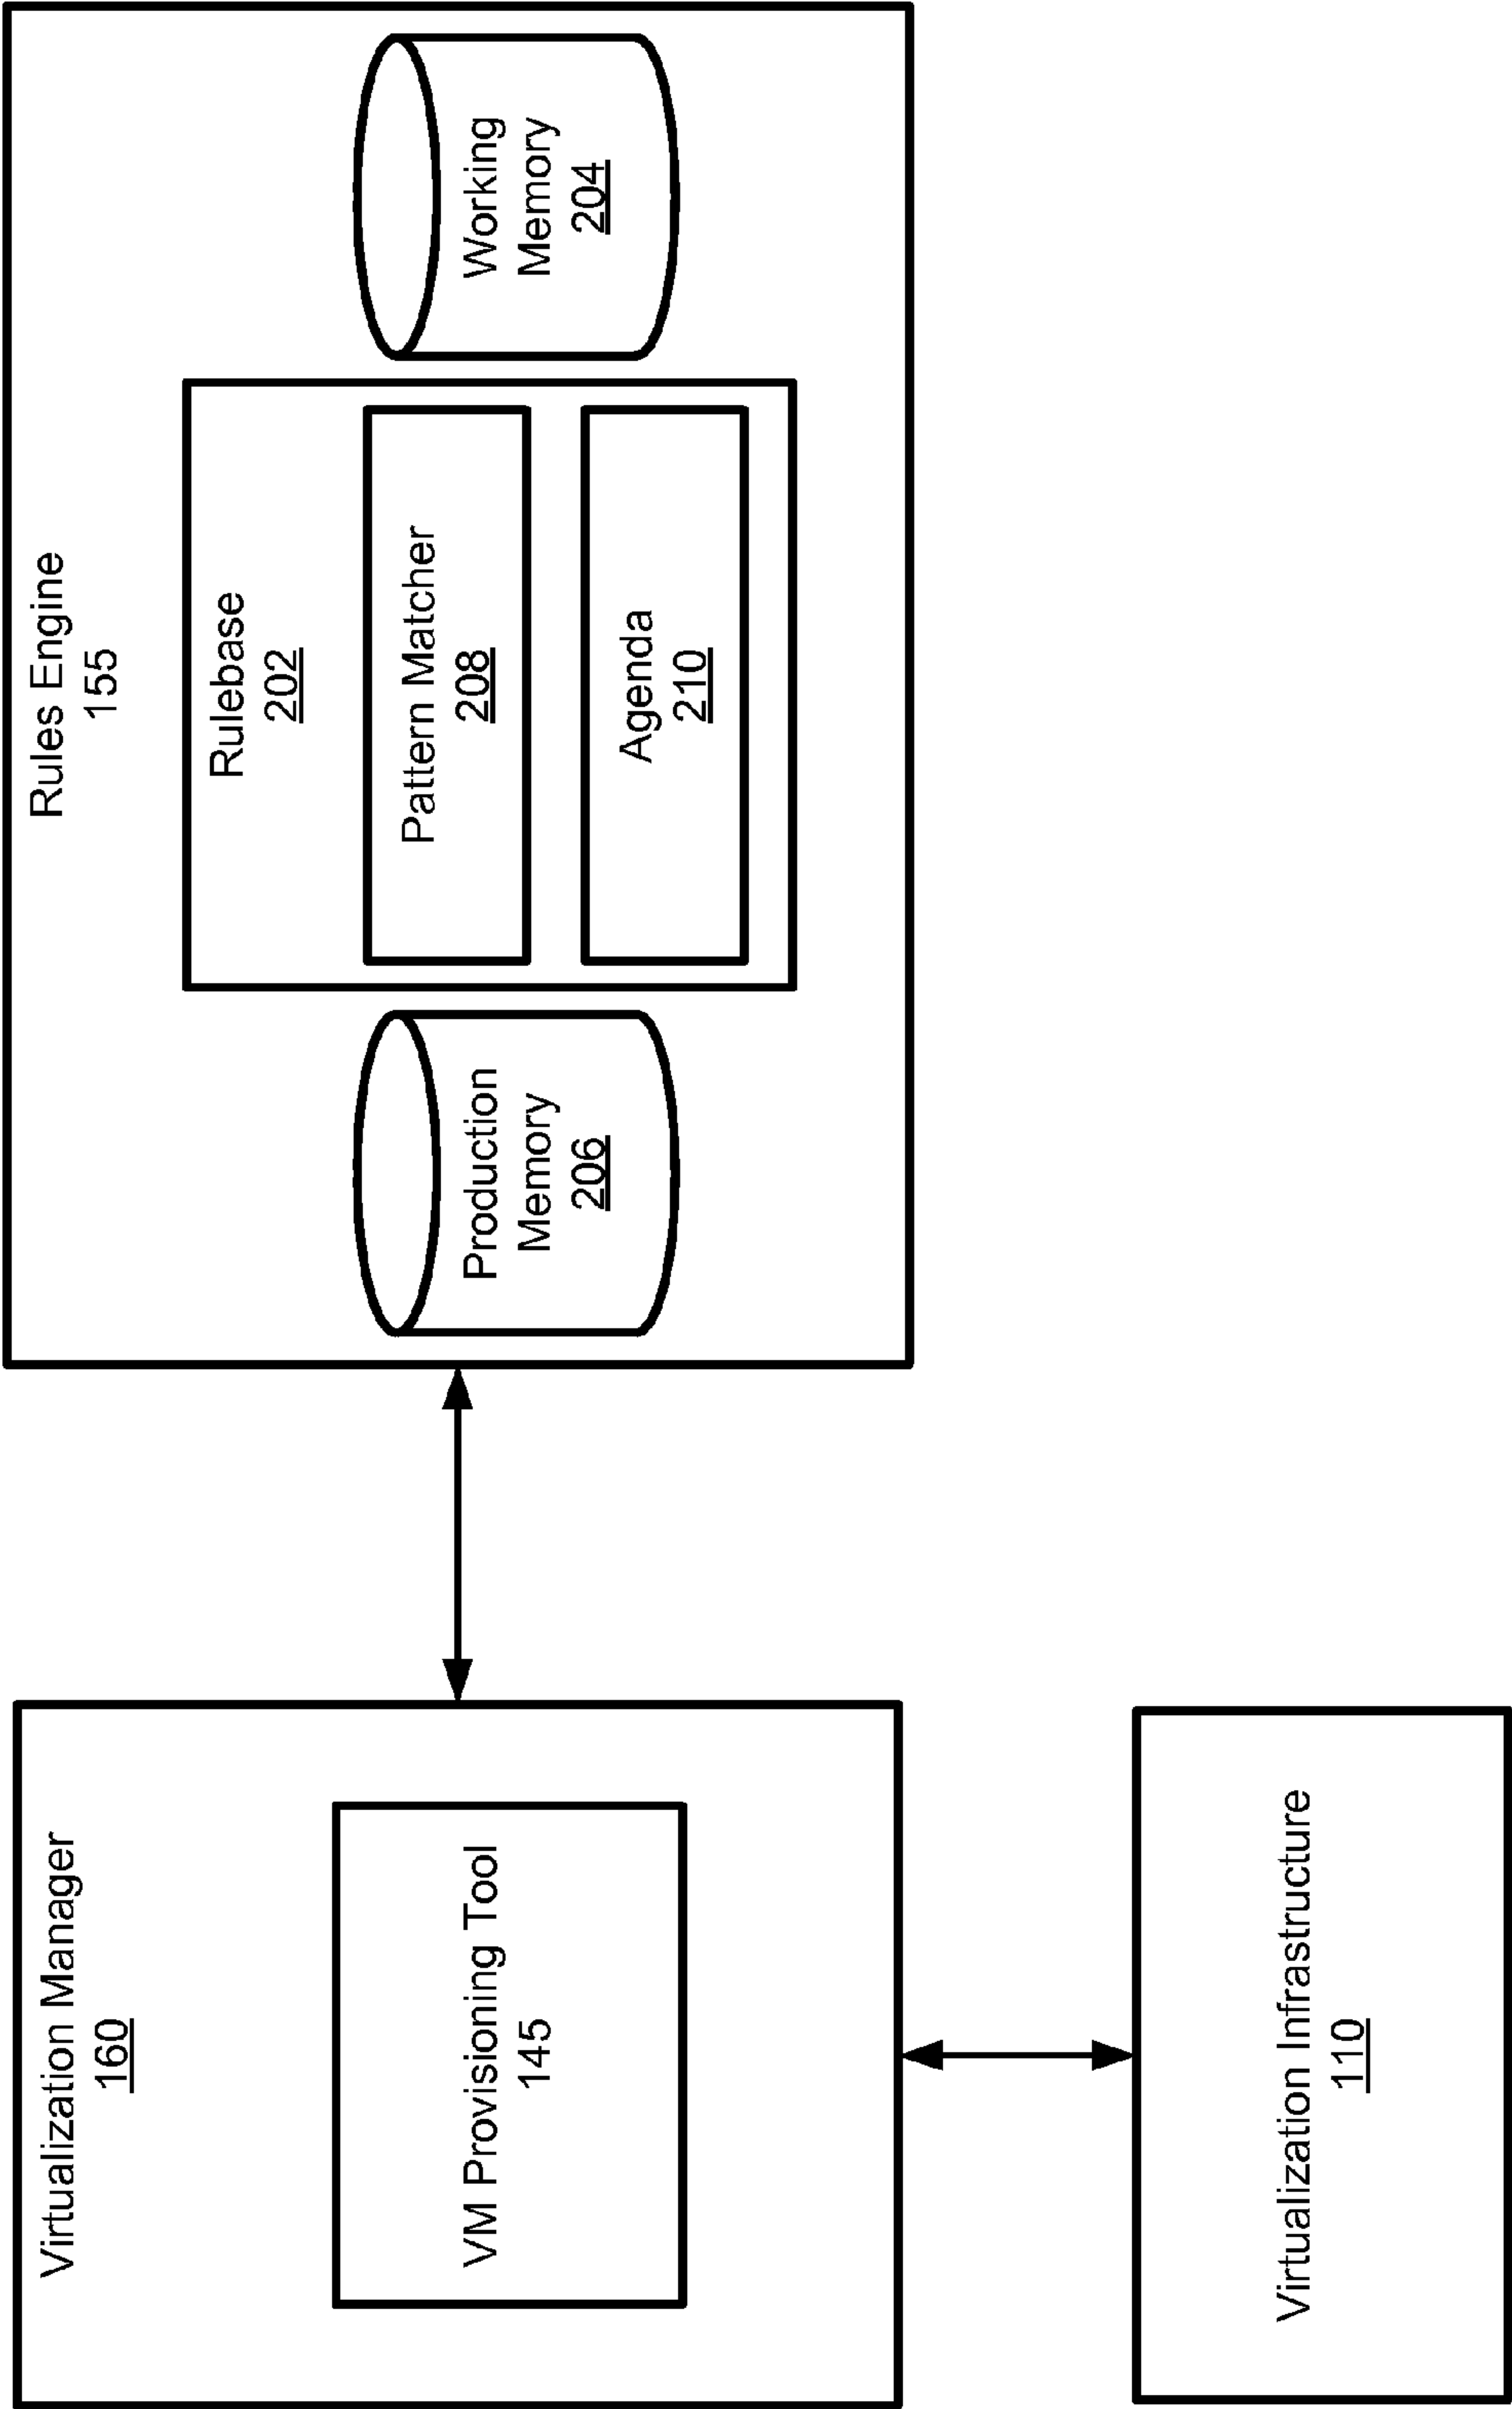 Virtualization Manager
160
VM Provisioning Tool
145
Virtualization Infrastructure
110
Rules Engine
155
Production
Memory
206
Rulebase
202
Pattern Matcher
208
Agenda
210
Working
Memory
204